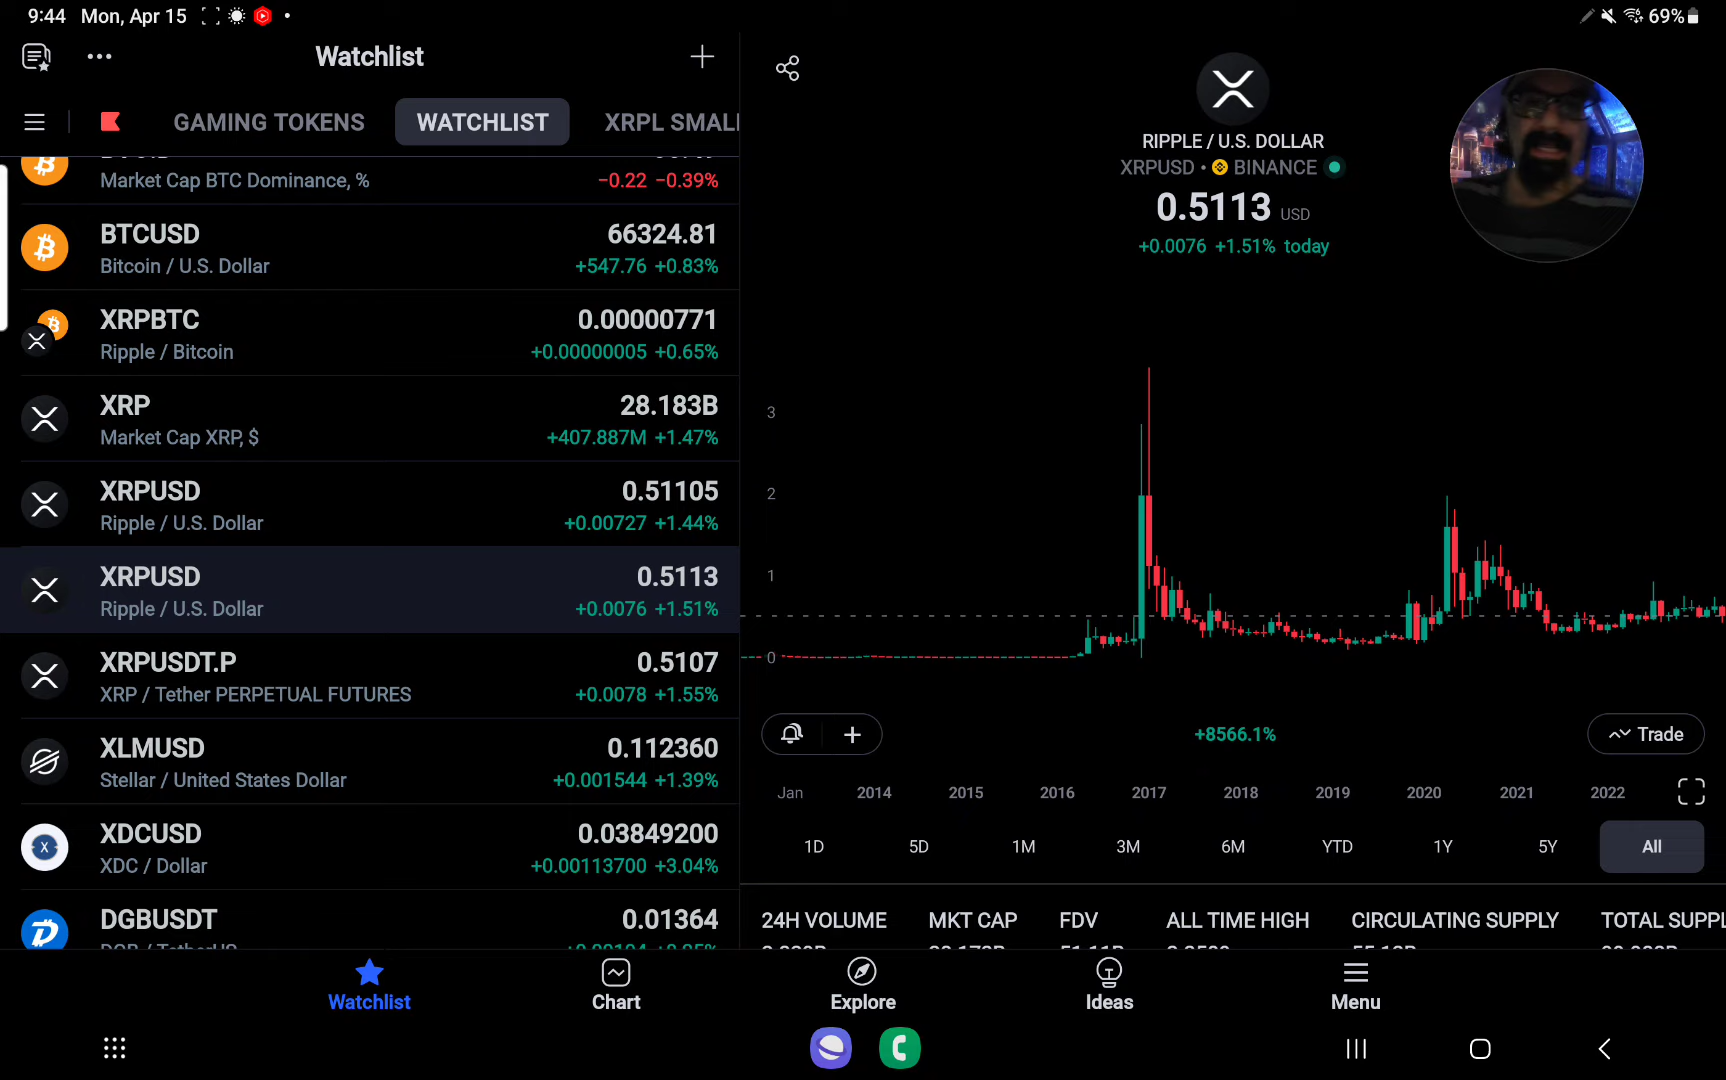 9:44 Mon, Apr 15
69%
Watchlist
GAMING TOKENS WATCHLIST XRPL SMALL
Market Cap BTC Dominance, % −0.22 −0.39%
BTCUSD 66324.81
Bitcoin / U.S. Dollar +547.76 +0.83%
XRPBTC 0.00000771
Ripple / Bitcoin +0.00000005 +0.65%
XRP 28.183B
Market Cap XRP, $ +407.887M +1.47%
XRPUSD 0.51105
Ripple / U.S. Dollar +0.00727 +1.44%
XRPUSD 0.5113
Ripple / U.S. Dollar +0.0076 +1.51%
XRPUSDT.P 0.5107
XRP / Tether PERPETUAL FUTURES +0.0078 +1.55%
XLMUSD 0.112360
Stellar / United States Dollar +0.001544 +1.39%
XDCUSD 0.03849200
XDC / Dollar +0.00113700 +3.04%
DGBUSDT 0.01364
RIPPLE / U.S. DOLLAR
XRPUSD • BINANCE
0.5113 USD
+0.0076 +1.51% today
3
2
1
0
+8566.1%
Trade
Jan 2014 2015 2016 2017 2018 2019 2020 2021 2022
1D 5D 1M 3M 6M YTD 1Y 5Y All
24H VOLUME MKT CAP FDV ALL TIME HIGH CIRCULATING SUPPLY TOTAL SUPPL
Watchlist Chart Explore Ideas Menu